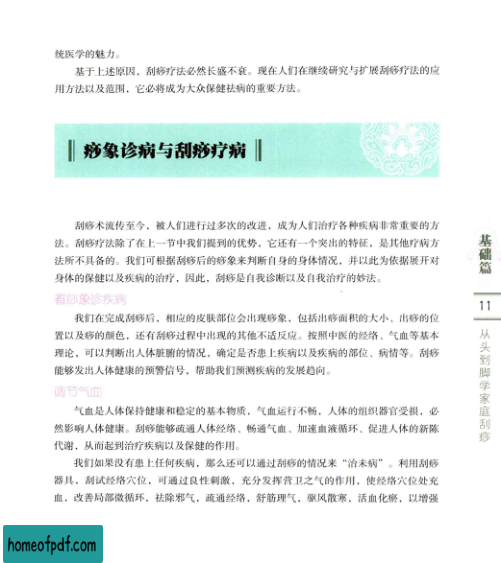 统医学的魅力。
基于上述原因，刮痧疗法必然长盛不衰。现在人们在继续研究与扩展刮痧疗法的应
用方法以及范围，它必将成为大众保健祛病的重要方法。
痧象诊病与刮痧疗病
刮痧术流传至今，被人们进行过多次的改进，成为人们治疗各种疾病非常重要的方
法。刮痧疗法除了在上一节中我们提到的优势，它还有一个突出的特征，是其他疗病方
法所不具备的。我们可根据刮痧后的痧象来判断自身的身体情况，并以此为依据展开对
身体的保健以及疾病的治疗，因此，刮痧是自我诊断以及自我治疗的妙法。
看痧象诊疾病
我们在完成刮痧后，相应的皮肤部位会出现痧象，包括出痧面积的大小、出痧的位
置以及痧的颜色，还有刮痧过程中出现的其他不适反应。按照中医的经络、气血等基本
理论，可以判断出人体脏腑的情况，确定是否患上疾病以及疾病的部位、病情等。刮痧
能够发出人体健康的预警信号，帮助我们预测疾病的发展趋向。
调节气血
气血是人体保持健康和稳定的基本物质，气血运行不畅，人体的组织器官受损，必
然影响人体健康。刮痧能够疏通人体经络、畅通气血、加速血液循环、促进人体的新陈
代谢，从而起到治疗疾病以及保健的作用。
我们如果没有患上任何疾病，那么还可以通过刮痧的情况来“治未病”。利用刮痧
器具，刮试经络穴位，可通过良性刺激，充分发挥营卫之气的作用，使经络穴位处充
血，改善局部微循环，祛除邪气，疏通经络，舒筋理气，驱风散寒，活血化瘀，以增强
基础篇
11
从头到脚学家庭刮痧
homeofpdf.com